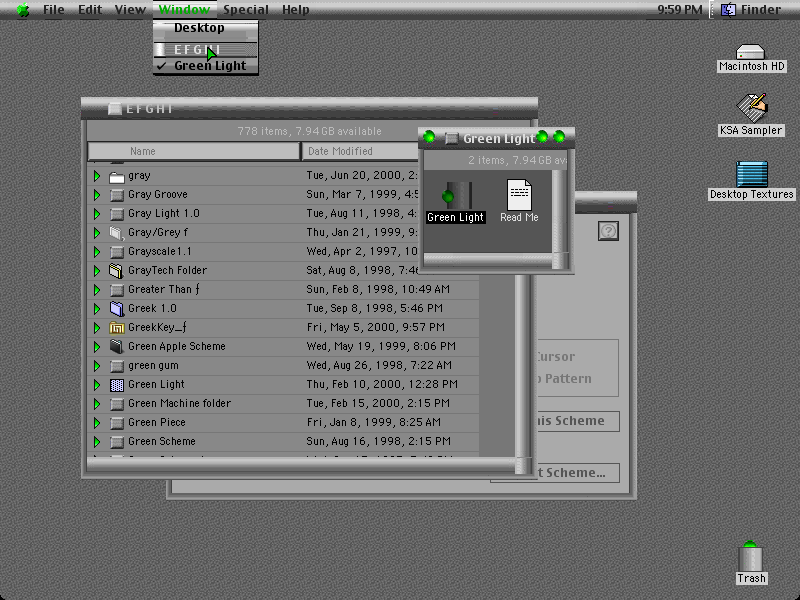 File Edit View Window Special Help 9:59 PM Finder
Desktop
EFGHI
Green Light
Macintosh HD
KSA Sampler
Desktop Textures
EFGHI
778 items, 7.94 GB available
Name Date Modified
gray Tue, Jun 20, 2000, 2:
Gray Groove Sun, Mar 7, 1999, 4:5
Gray Light 1.0 Tue, Aug 11, 1998, 4:
Gray/Grey f Thu, Jan 21, 1999, 9:
Grayscale1.1 Wed, Apr 2, 1997, 10
GrayTech Folder Sat, Aug 8, 1998, 7:46
Greater Than ƒ Sun, Feb 8, 1998, 10:49 AM
Greek 1.0 Tue, Sep 8, 1998, 5:46 PM
GreekKey_ƒ Fri, May 5, 2000, 9:57 PM
Green Apple Scheme Wed, May 19, 1999, 8:06 PM
green gum Wed, Aug 26, 1998, 7:22 AM
Green Light Thu, Feb 10, 2000, 12:28 PM
Green Machine folder Tue, Feb 15, 2000, 2:15 PM
Green Piece Fri, Jan 8, 1999, 8:25 AM
Green Scheme Sun, Aug 16, 1998, 2:15 PM
Green Light
2 items, 7.94 GB av
Green Light Read Me
?
Cursor
Pattern
his Scheme
t Scheme...
Trash